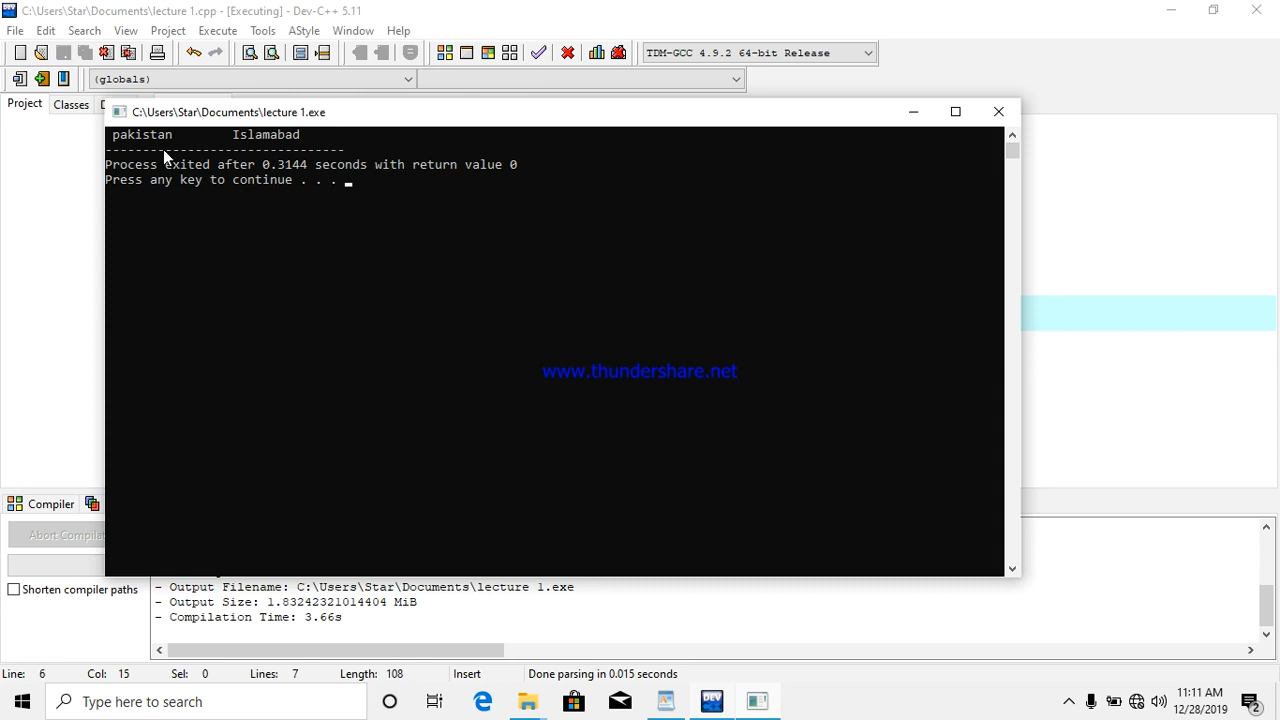 C:\Users\Star\Documents\lecture 1.cpp - [Executing] - Dev-C++ 5.11
File Edit Search View Project Execute Tools AStyle Window Help
TDM-GCC 4.9.2 64-bit Release
(globals)
Project Classes D
C:\Users\Star\Documents\lecture 1.exe
pakistan Islamabad
--------------------------------
Process exited after 0.3144 seconds with return value 0
Press any key to continue . . .
www.thundershare.net
Compiler
Abort Compilat
Shorten compiler paths
- Output Filename: C:\Users\Star\Documents\lecture 1.exe
- Output Size: 1.83242321014404 MiB
- Compilation Time: 3.66s
Line: 6 Col: 15 Sel: 0 Lines: 7 Length: 108 Insert Done parsing in 0.015 seconds
Type here to search
DEV
11:11 AM
12/28/2019
2